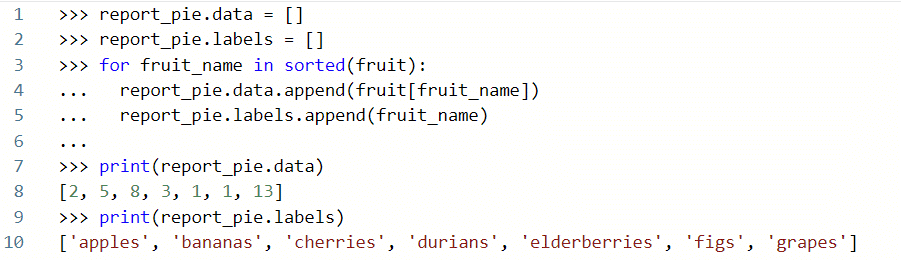 1 >>> report_pie.data = []
2 >>> report_pie.labels = []
3 >>> for fruit_name in sorted(fruit):
4 ...   report_pie.data.append(fruit[fruit_name])
5 ...   report_pie.labels.append(fruit_name)
6 ...
7 >>> print(report_pie.data)
8 [2, 5, 8, 3, 1, 1, 13]
9 >>> print(report_pie.labels)
10 ['apples', 'bananas', 'cherries', 'durians', 'elderberries', 'figs', 'grapes']